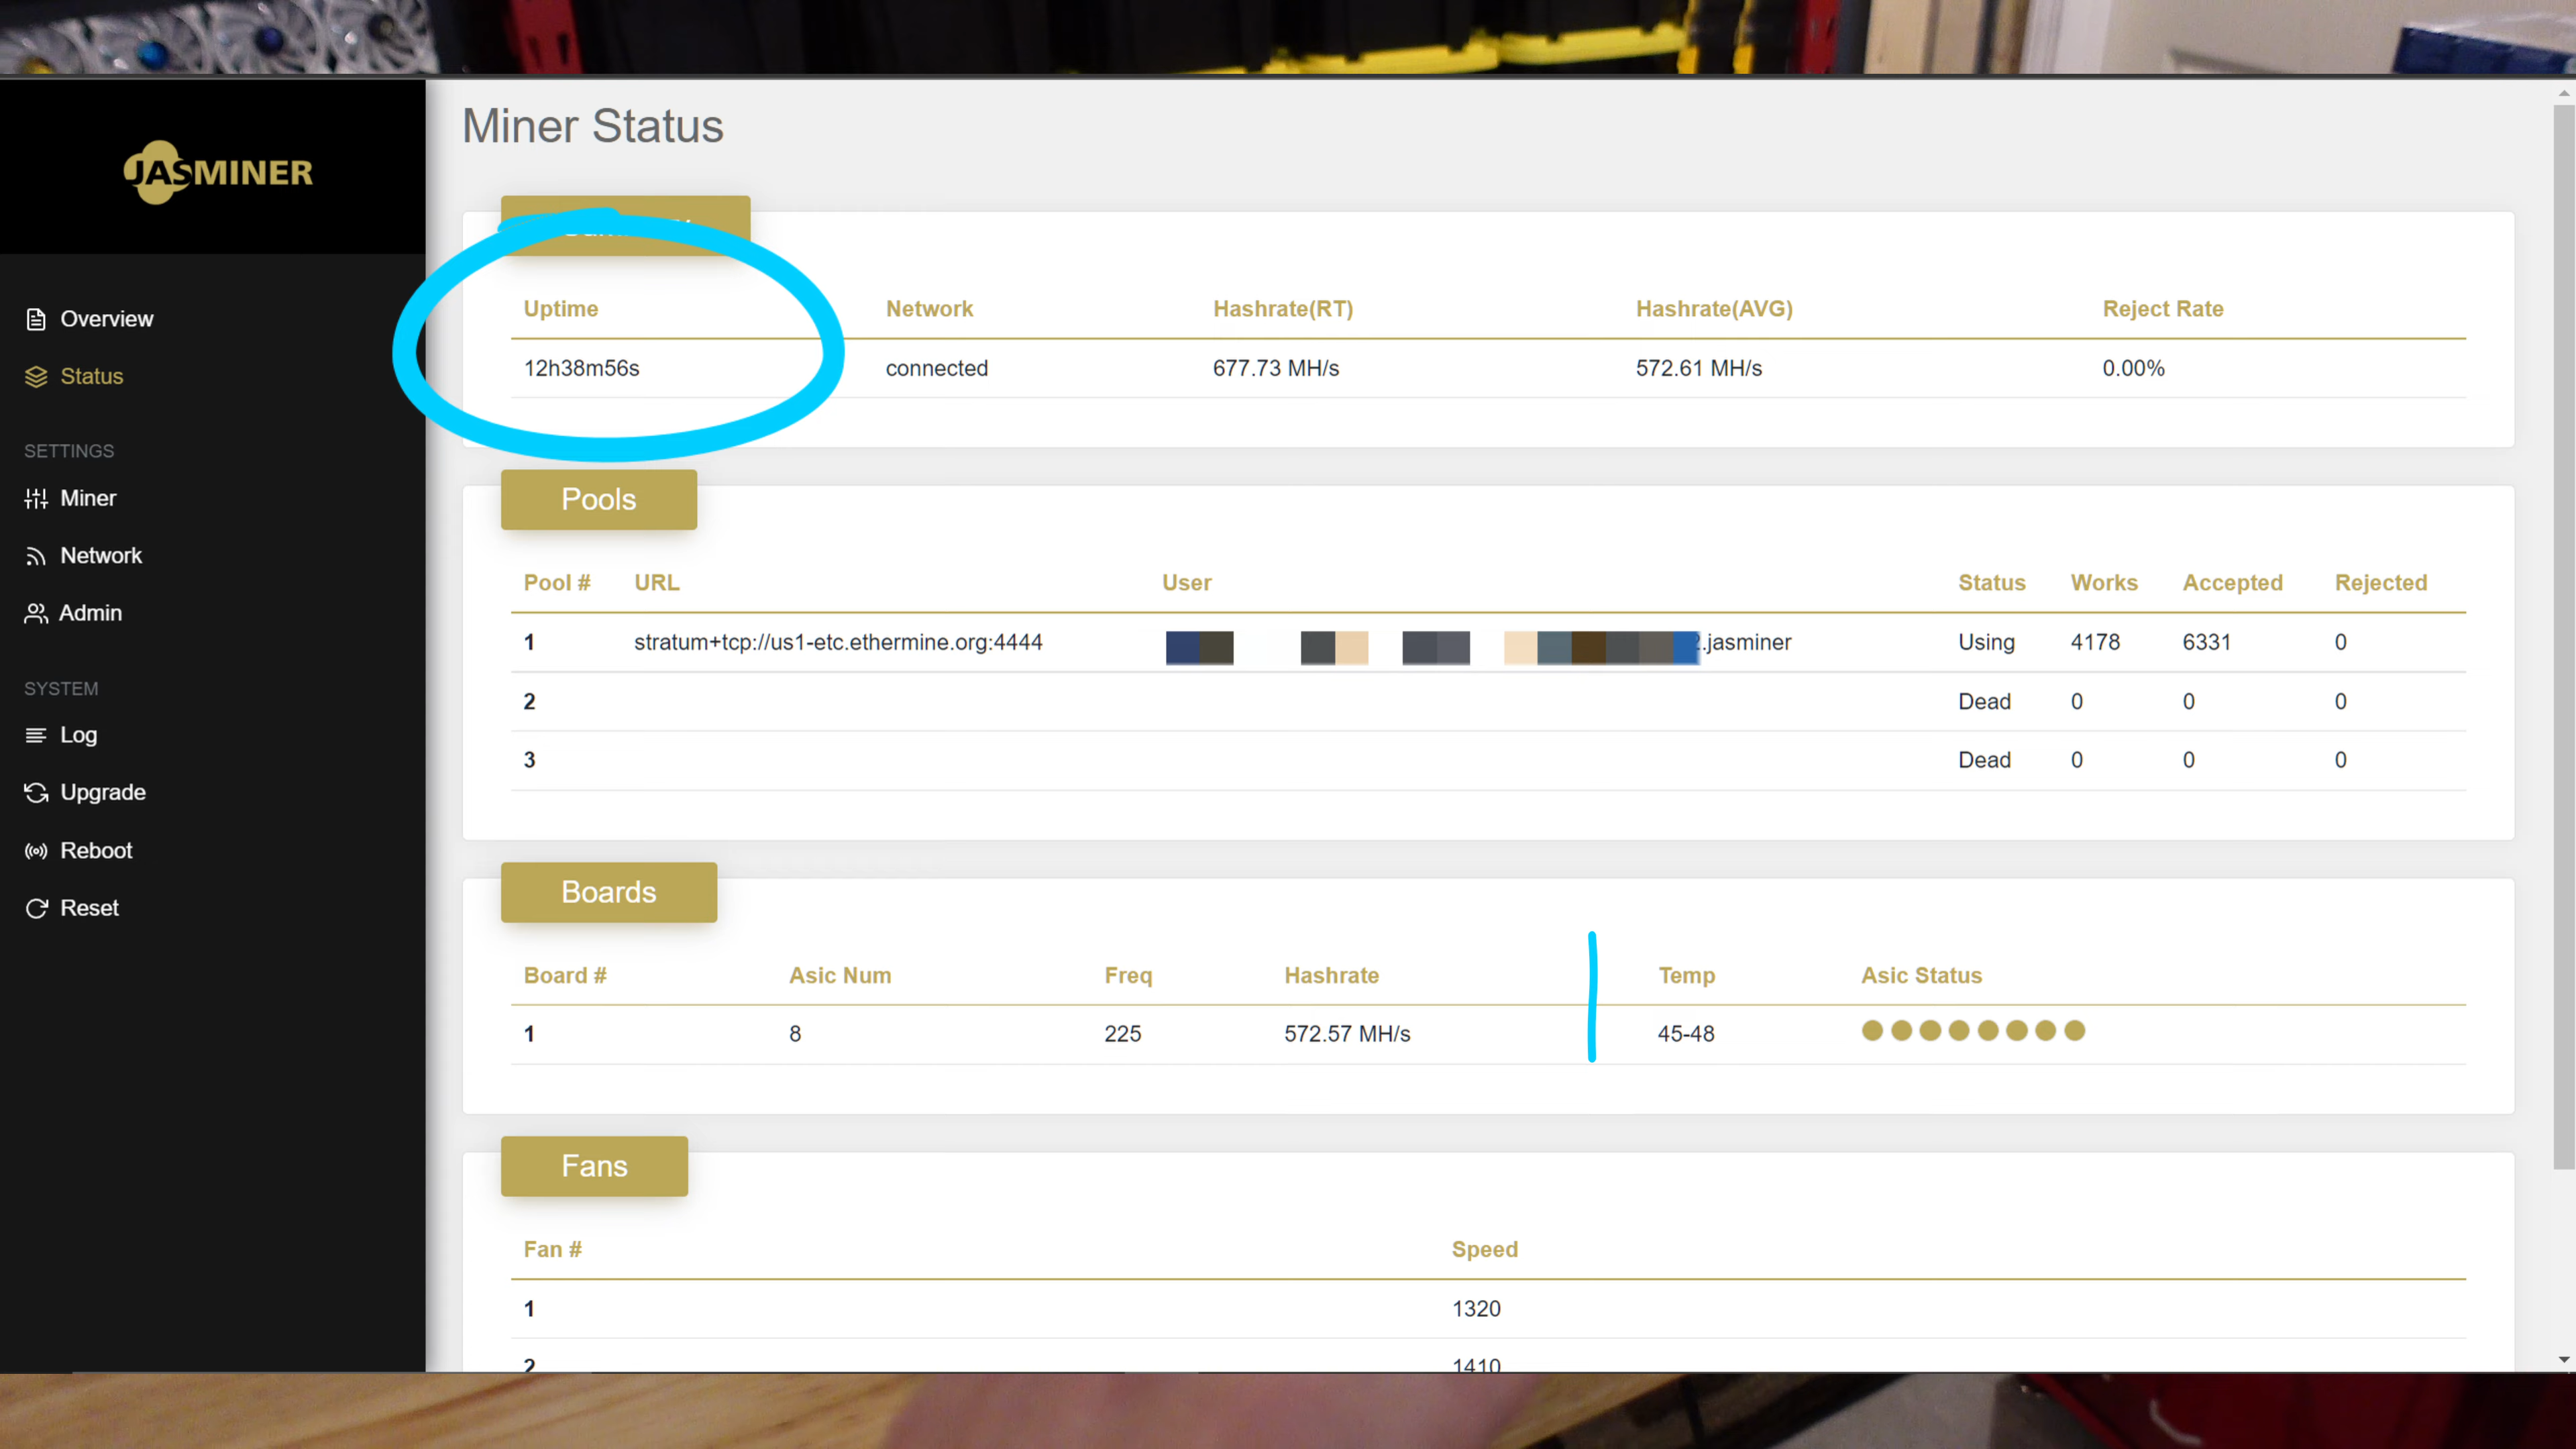 JASMINER
Overview
Status
SETTINGS
Miner
Network
Admin
SYSTEM
Log
Upgrade
Reboot
Reset
Miner Status
Uptime Network Hashrate(RT) Hashrate(AVG) Reject Rate
12h38m56s connected 677.73 MH/s 572.61 MH/s 0.00%
Pools
Pool # URL User Status Works Accepted Rejected
1 stratum+tcp://us1-etc.ethermine.org:4444 .jasminer Using 4178 6331 0
2 Dead 0 0 0
3 Dead 0 0 0
Boards
Board # Asic Num Freq Hashrate Temp Asic Status
1 8 225 572.57 MH/s 45-48
Fans
Fan # Speed
1 1320
2 1410